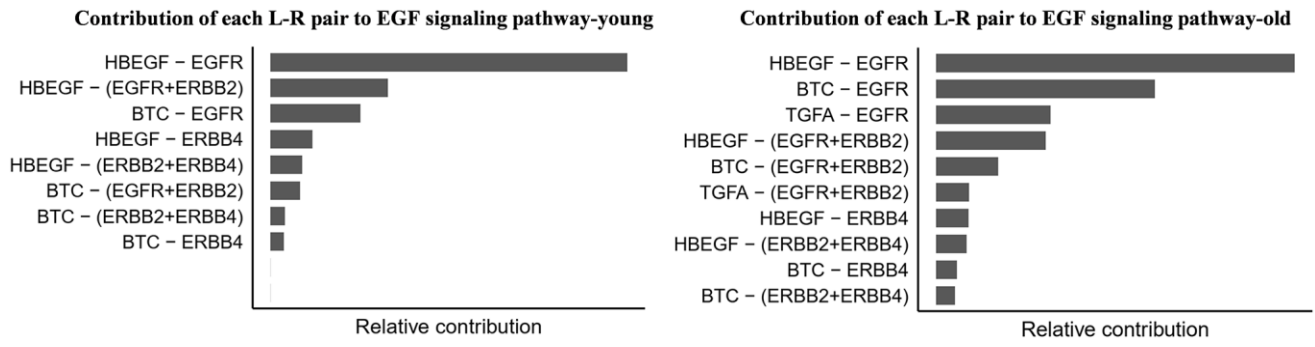 Contribution of each L-R pair to EGF signaling pathway-young
HBEGF − EGFR
HBEGF − (EGFR+ERBB2)
BTC − EGFR
HBEGF − ERBB4
HBEGF − (ERBB2+ERBB4)
BTC − (EGFR+ERBB2)
BTC − (ERBB2+ERBB4)
BTC − ERBB4
Relative contribution
Contribution of each L-R pair to EGF signaling pathway-old
HBEGF − EGFR
BTC − EGFR
TGFA − EGFR
HBEGF − (EGFR+ERBB2)
BTC − (EGFR+ERBB2)
TGFA − (EGFR+ERBB2)
HBEGF − ERBB4
HBEGF − (ERBB2+ERBB4)
BTC − ERBB4
BTC − (ERBB2+ERBB4)
Relative contribution